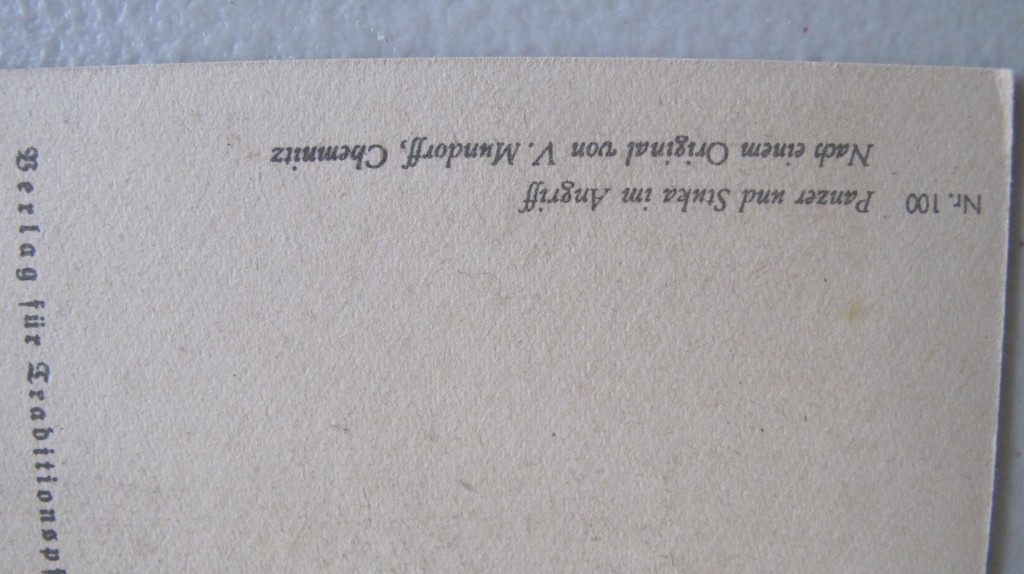 Nr. 100 Panzer und Stuka im Angriff
Nach einem Original von V. Mundorff, Chemnitz
Verlag für